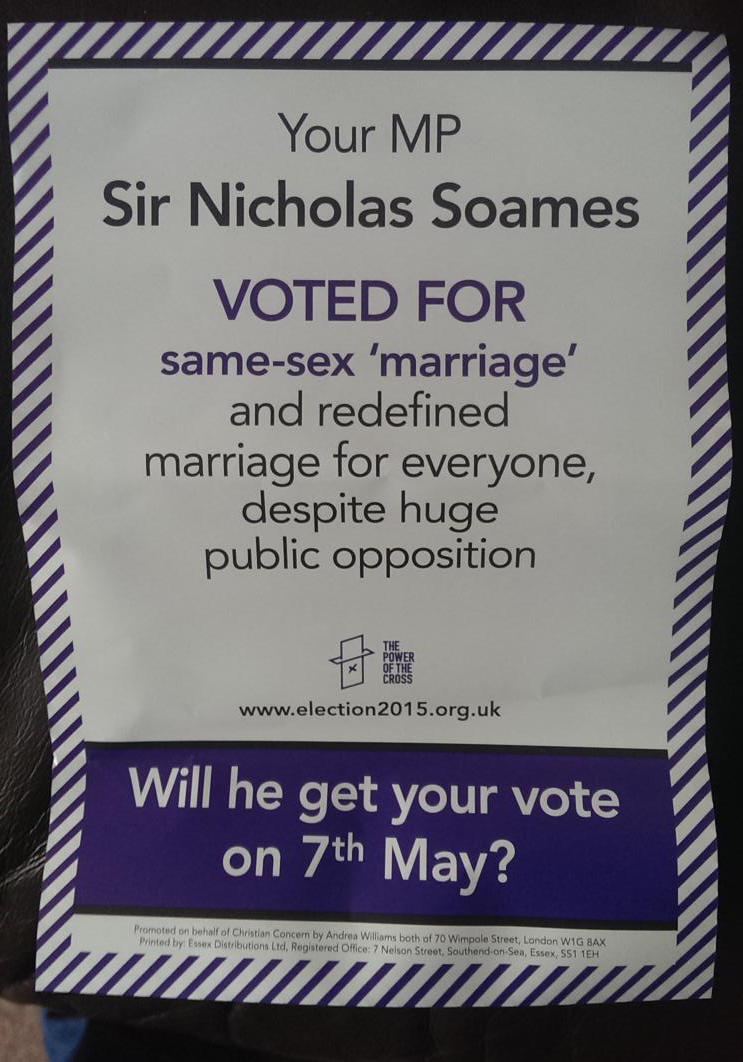 Your MP
Sir Nicholas Soames
VOTED FOR
same-sex ‘marriage’
and redefined
marriage for everyone,
despite huge
public opposition
THE
POWER
OF THE
CROSS
www.election2015.org.uk
Will he get your vote
on 7th May?
Promoted on behalf of Christian Concern by Andrea Williams both of 70 Wimpole Street, London W1G 8AX
Printed by: Essex Distributions Ltd, Registered Office: 7 Nelson Street, Southend-on-Sea, Essex, SS1 1EH